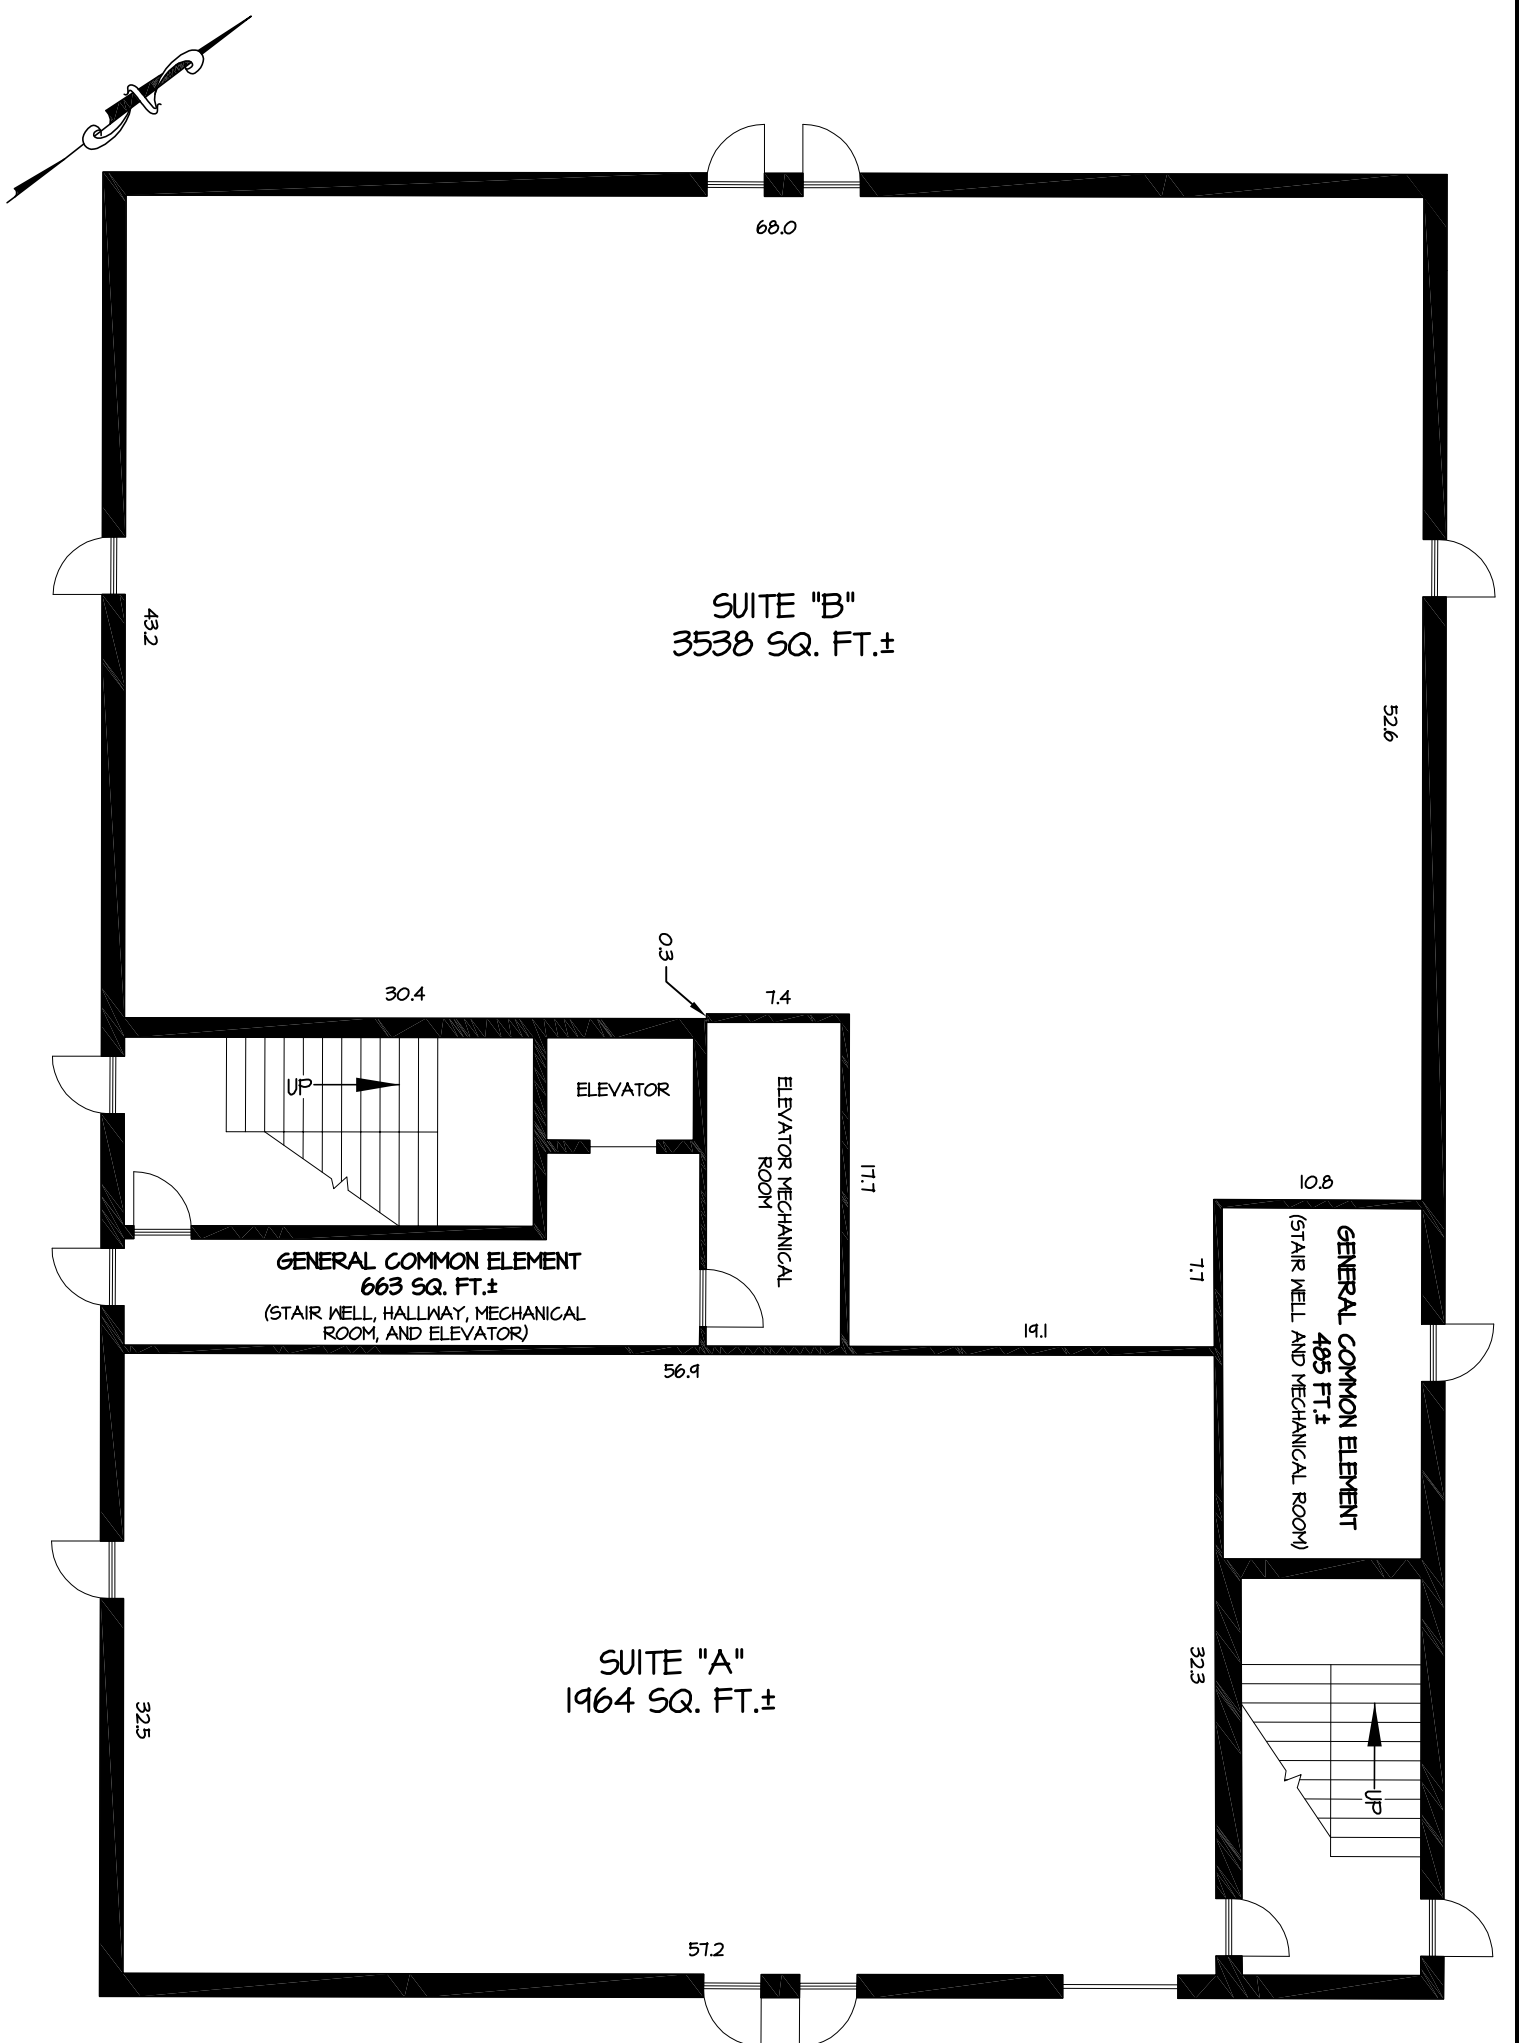 68.0
SUITE "B"
3538 SQ. FT.±
43.2
52.6
0.3
30.4
7.4
UP
ELEVATOR
ELEVATOR MECHANICAL
ROOM
17.7
10.8
7.7
19.1
GENERAL COMMON ELEMENT
485 FT.±
(STAIR WELL AND MECHANICAL ROOM)
GENERAL COMMON ELEMENT
663 SQ. FT.±
(STAIR WELL, HALLWAY, MECHANICAL
ROOM, AND ELEVATOR)
56.9
SUITE "A"
1964 SQ. FT.±
32.3
32.5
UP
57.2